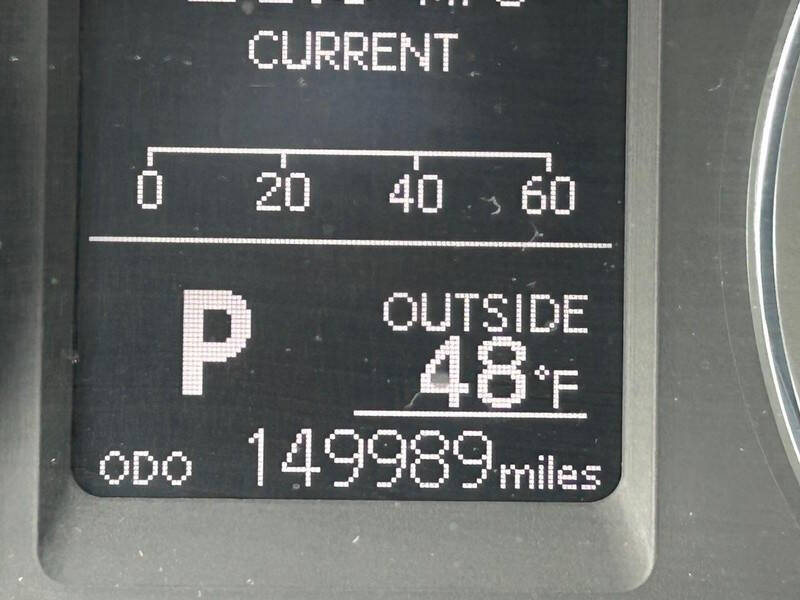 CURRENT
0 20 40 60
P
OUTSIDE
48°F
ODO 149989 miles